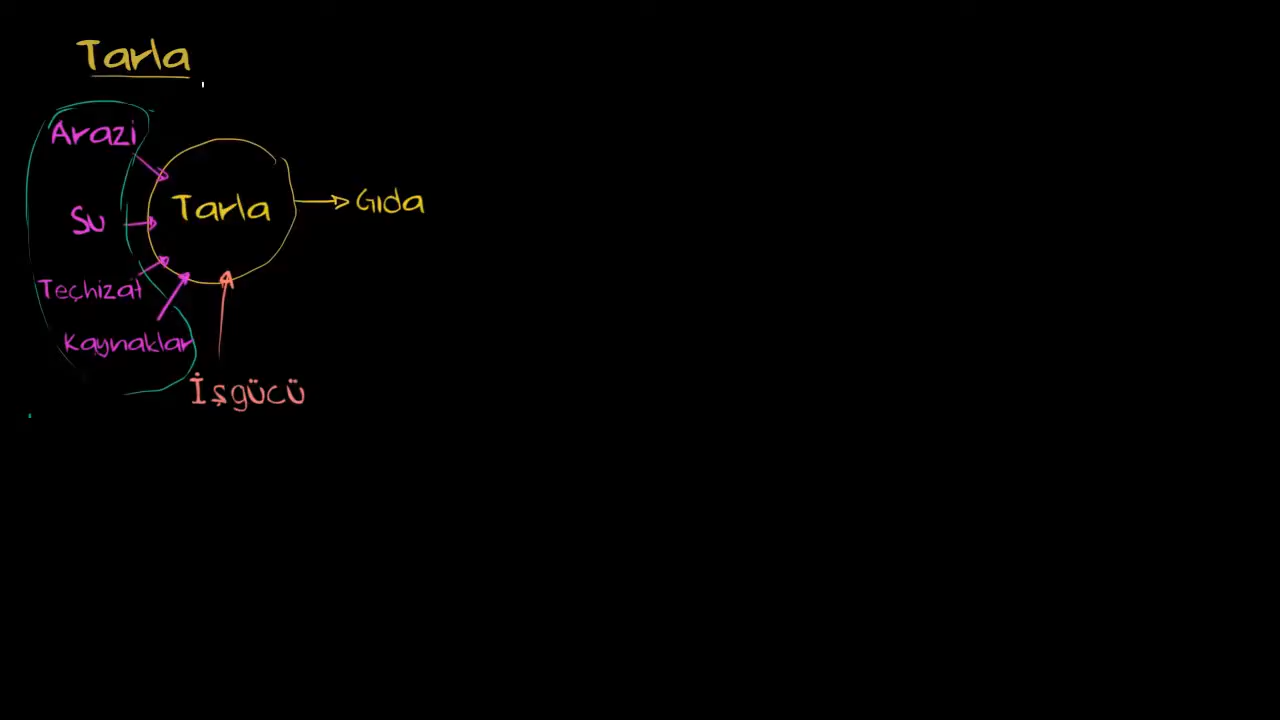 Tarla
Arazi
Tarla
Gıda
Su
Teçhizat
Kaynaklar
İşgücü